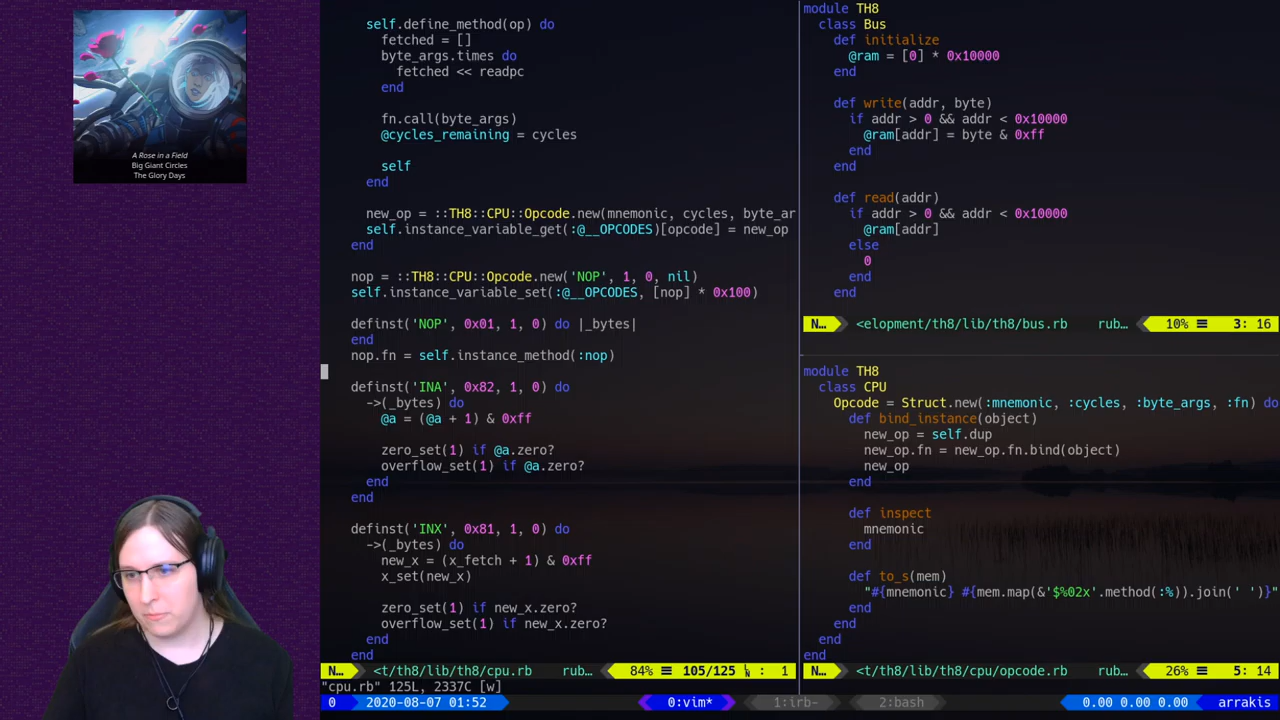 A Rose in a Field
Big Giant Circles
The Glory Days
self.define_method(op) do
fetched = []
byte_args.times do
fetched << readpc
end
fn.call(byte_args)
@cycles_remaining = cycles
self
end
new_op = ::TH8::CPU::Opcode.new(mnemonic, cycles, byte_ar
self.instance_variable_get(:@__OPCODES)[opcode] = new_op
end
nop = ::TH8::CPU::Opcode.new('NOP', 1, 0, nil)
self.instance_variable_set(:@__OPCODES, [nop] * 0x100)
definst('NOP', 0x01, 1, 0) do |_bytes|
end
nop.fn = self.instance_method(:nop)
definst('INA', 0x82, 1, 0) do
->(_bytes) do
@a = (@a + 1) & 0xff
zero_set(1) if @a.zero?
overflow_set(1) if @a.zero?
end
end
definst('INX', 0x81, 1, 0) do
->(_bytes) do
new_x = (x_fetch + 1) & 0xff
x_set(new_x)
zero_set(1) if new_x.zero?
overflow_set(1) if new_x.zero?
end
end
N… <t/th8/lib/th8/cpu.rb rub… 84% ☰ 105/125 ㏑ : 1
"cpu.rb" 125L, 2337C [w]
module TH8
class Bus
def initialize
@ram = [0] * 0x10000
end
def write(addr, byte)
if addr > 0 && addr < 0x10000
@ram[addr] = byte & 0xff
end
end
def read(addr)
if addr > 0 && addr < 0x10000
@ram[addr]
else
0
end
end
N… <elopment/th8/lib/th8/bus.rb rub… 10% ☰ 3: 16
module TH8
class CPU
Opcode = Struct.new(:mnemonic, :cycles, :byte_args, :fn) do
def bind_instance(object)
new_op = self.dup
new_op.fn = new_op.fn.bind(object)
new_op
end
def inspect
mnemonic
end
def to_s(mem)
"#{mnemonic} #{mem.map(&'$%02x'.method(:%)).join(' ')}"
end
end
end
N… <t/th8/lib/th8/cpu/opcode.rb rub… 26% ☰ 5: 14
0 2020-08-07 01:52 0:vim* 1:irb- 2:bash 0.00 0.00 0.00 arrakis